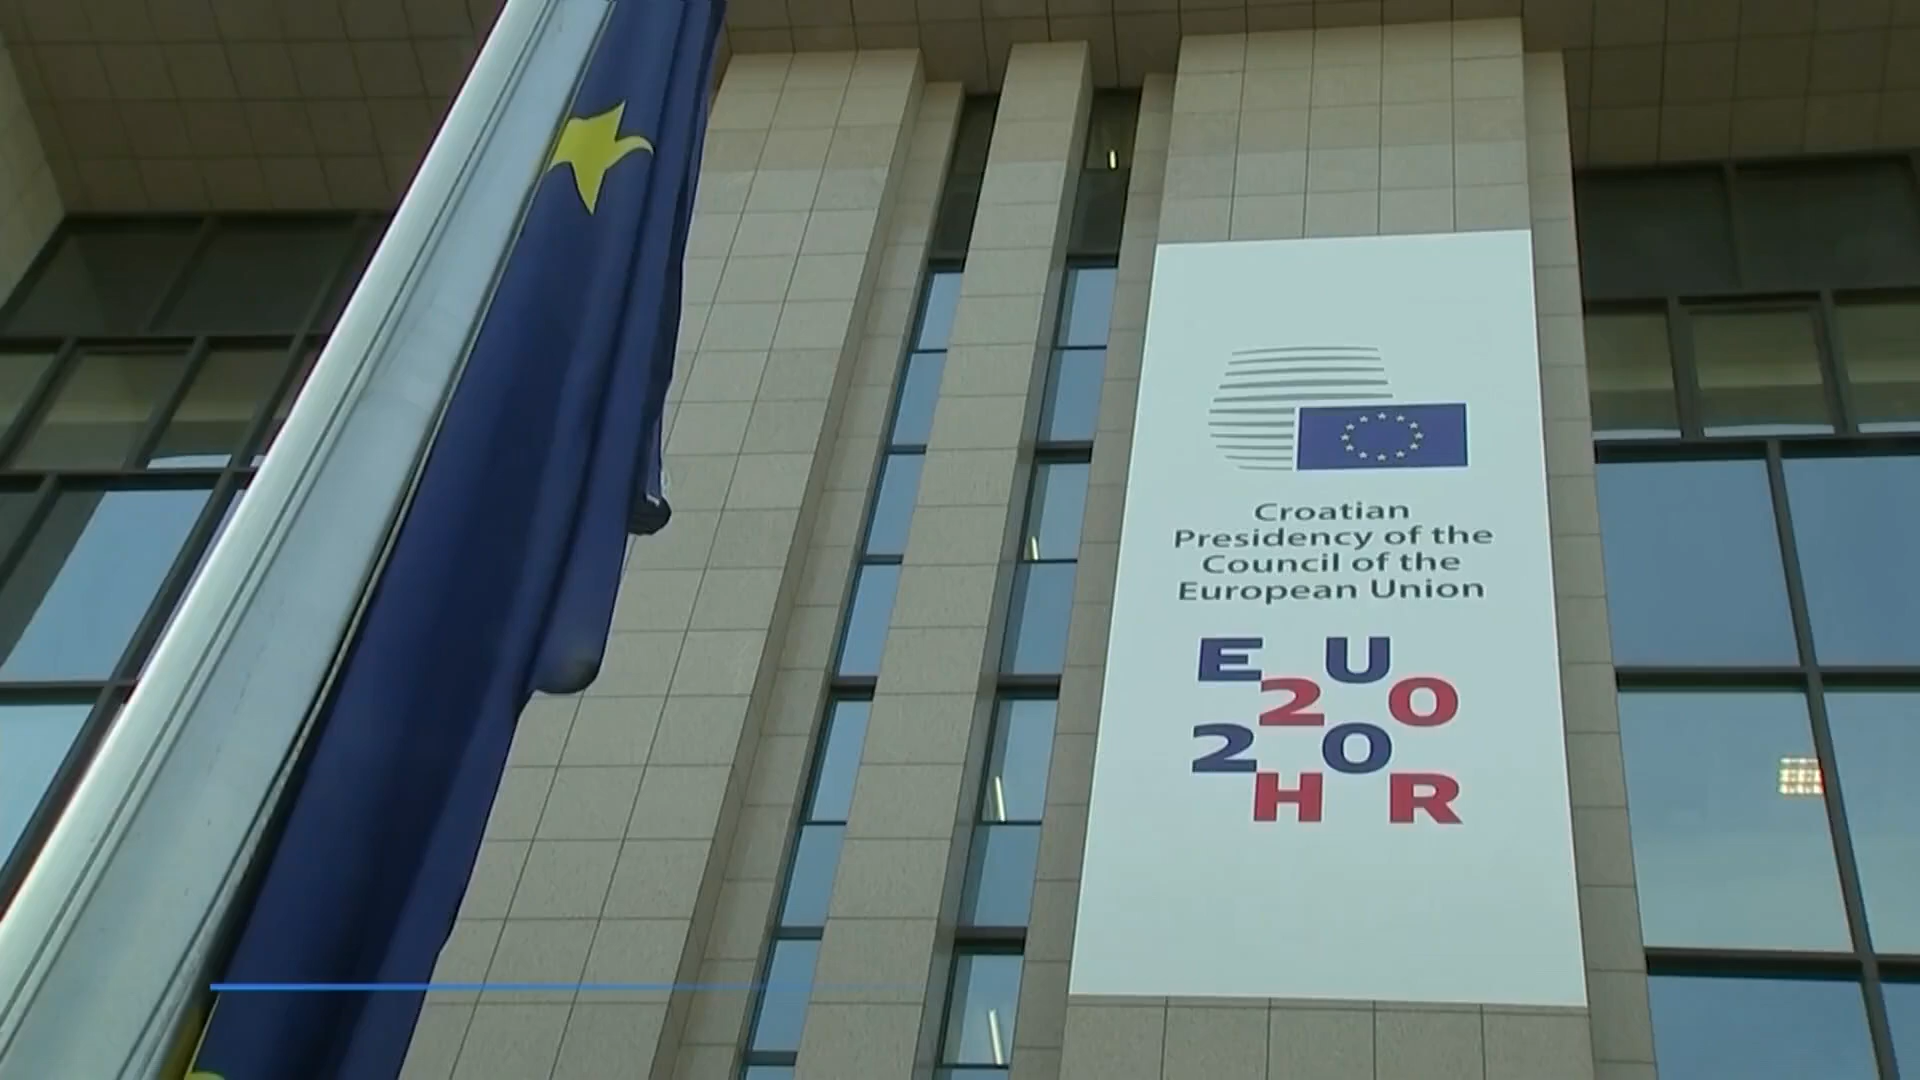 Croatian
Presidency of the
Council of the
European Union
EU
20
20
HR